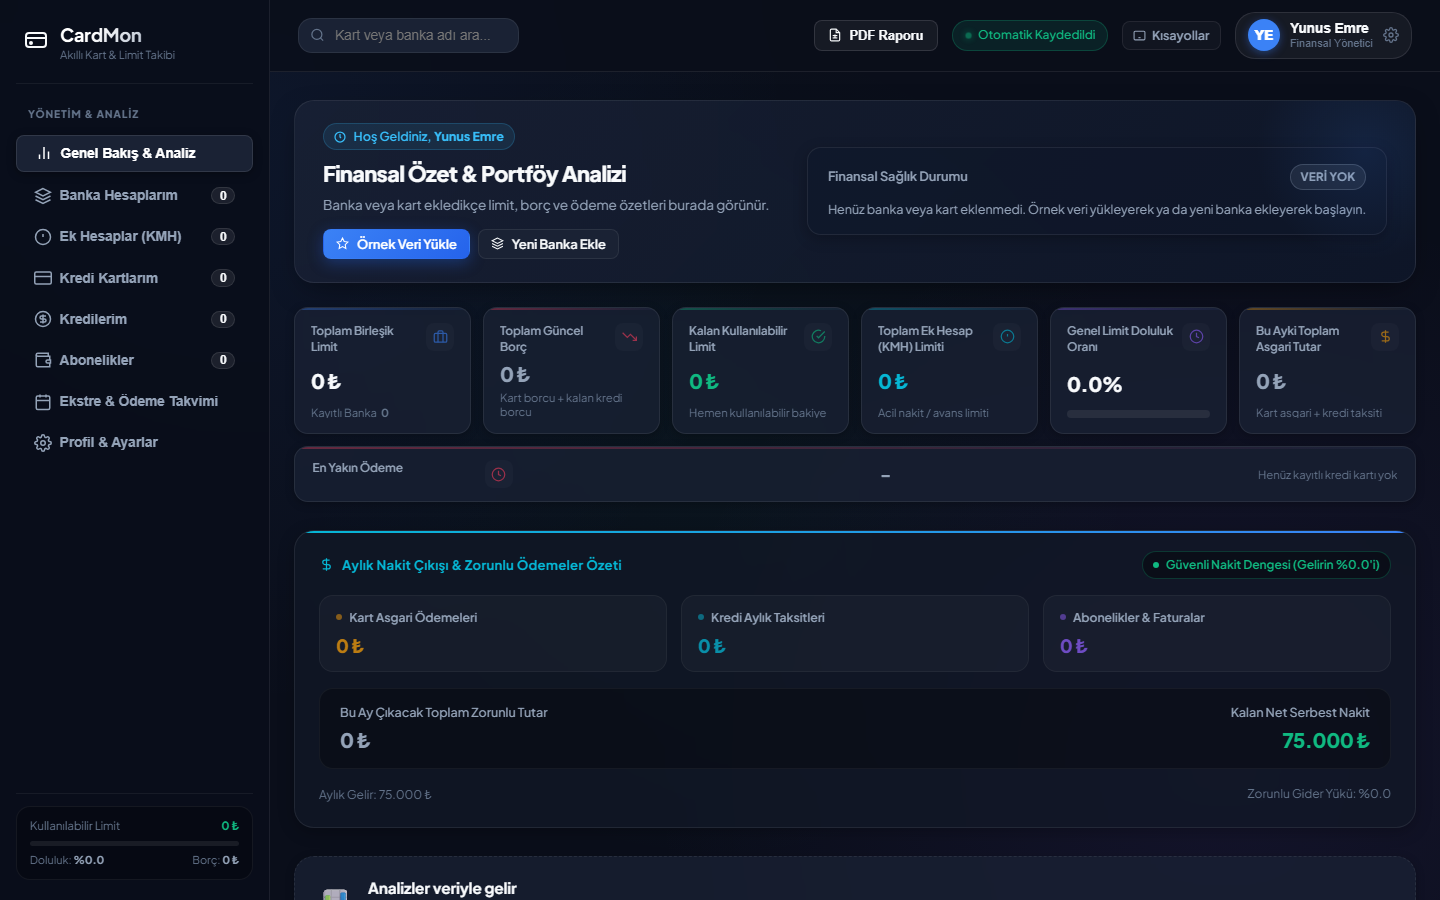 CardMon
Akıllı Kart & Limit Takibi
YÖNETİM & ANALİZ
Genel Bakış & Analiz
Banka Hesaplarım 0
Ek Hesaplar (KMH) 0
Kredi Kartlarım 0
Kredilerim 0
Abonelikler 0
Ekstre & Ödeme Takvimi
Profil & Ayarlar
Kullanılabilir Limit 0 ₺
Doluluk: %0.0 Borç: 0 ₺
Kart veya banka adı ara...
PDF Raporu
Otomatik Kaydedildi
Kısayollar
YE
Yunus Emre
Finansal Yönetici
Hoş Geldiniz, Yunus Emre
Finansal Özet & Portföy Analizi
Banka veya kart ekledikçe limit, borç ve ödeme özetleri burada görünür.
Örnek Veri Yükle
Yeni Banka Ekle
Finansal Sağlık Durumu
VERİ YOK
Henüz banka veya kart eklenmedi. Örnek veri yükleyerek ya da yeni banka ekleyerek başlayın.
Toplam Birleşik
Limit
0 ₺
Kayıtlı Banka 0
Toplam Güncel
Borç
0 ₺
Kart borcu + kalan kredi
borcu
Kalan Kullanılabilir
Limit
0 ₺
Hemen kullanılabilir bakiye
Toplam Ek Hesap
(KMH) Limiti
0 ₺
Acil nakit / avans limiti
Genel Limit Doluluk
Oranı
0.0%
Bu Ayki Toplam
Asgari Tutar
0 ₺
Kart asgari + kredi taksiti
En Yakın Ödeme
–
Henüz kayıtlı kredi kartı yok
Aylık Nakit Çıkışı & Zorunlu Ödemeler Özeti
Güvenli Nakit Dengesi (Gelirin %0.0'i)
Kart Asgari Ödemeleri
0 ₺
Kredi Aylık Taksitleri
0 ₺
Abonelikler & Faturalar
0 ₺
Bu Ay Çıkacak Toplam Zorunlu Tutar
0 ₺
Kalan Net Serbest Nakit
75.000 ₺
Aylık Gelir: 75.000 ₺
Zorunlu Gider Yükü: %0.0
Analizler veriyle gelir